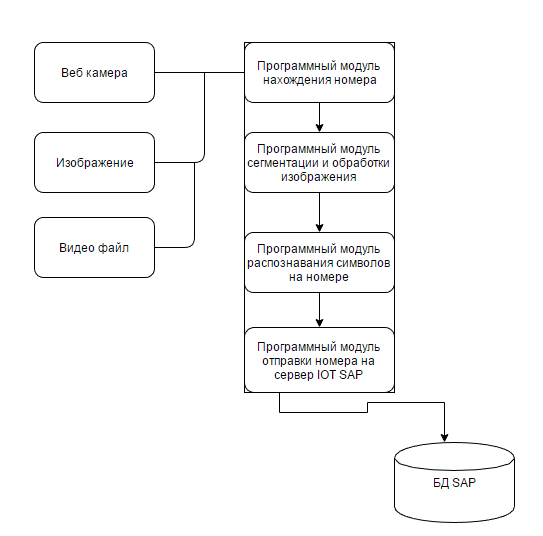 Веб камера
Изображение
Видео файл
Программный модуль
нахождения номера
Программный модуль
сегментации и обработки
изображения
Программный модуль
распознавания символов
на номере
Программный модуль
отправки номера на
сервер IOT SAP
БД SAP